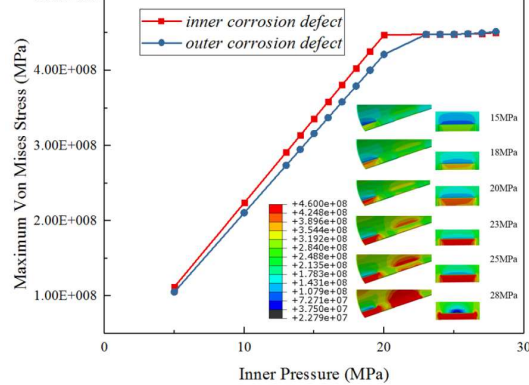 inner corrosion defect
outer corrosion defect
Maximum Von Mises Stress (MPa)
4.00E+008
3.00E+008
2.00E+008
1.00E+008
15MPa
18MPa
20MPa
23MPa
25MPa
28MPa
+4.600e+08
+4.248e+08
+3.896e+08
+3.544e+08
+3.192e+08
+2.840e+08
+2.488e+08
+2.135e+08
+1.783e+08
+1.431e+08
+1.079e+08
+7.271e+07
+3.750e+07
+2.279e+07
0 10 20 30
Inner Pressure (MPa)